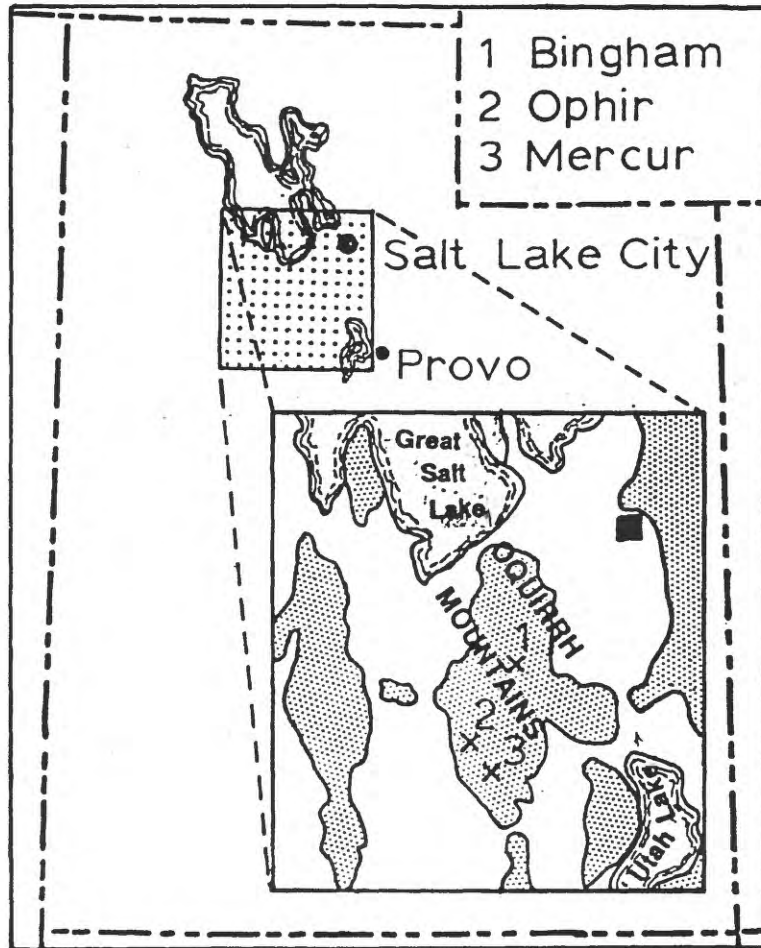 1 Bingham
2 Ophir
3 Mercur
Salt Lake City
Provo
Great
Salt
Lake
OQUIRRH
MOUNTAINS
1
2
3
Utah Lake